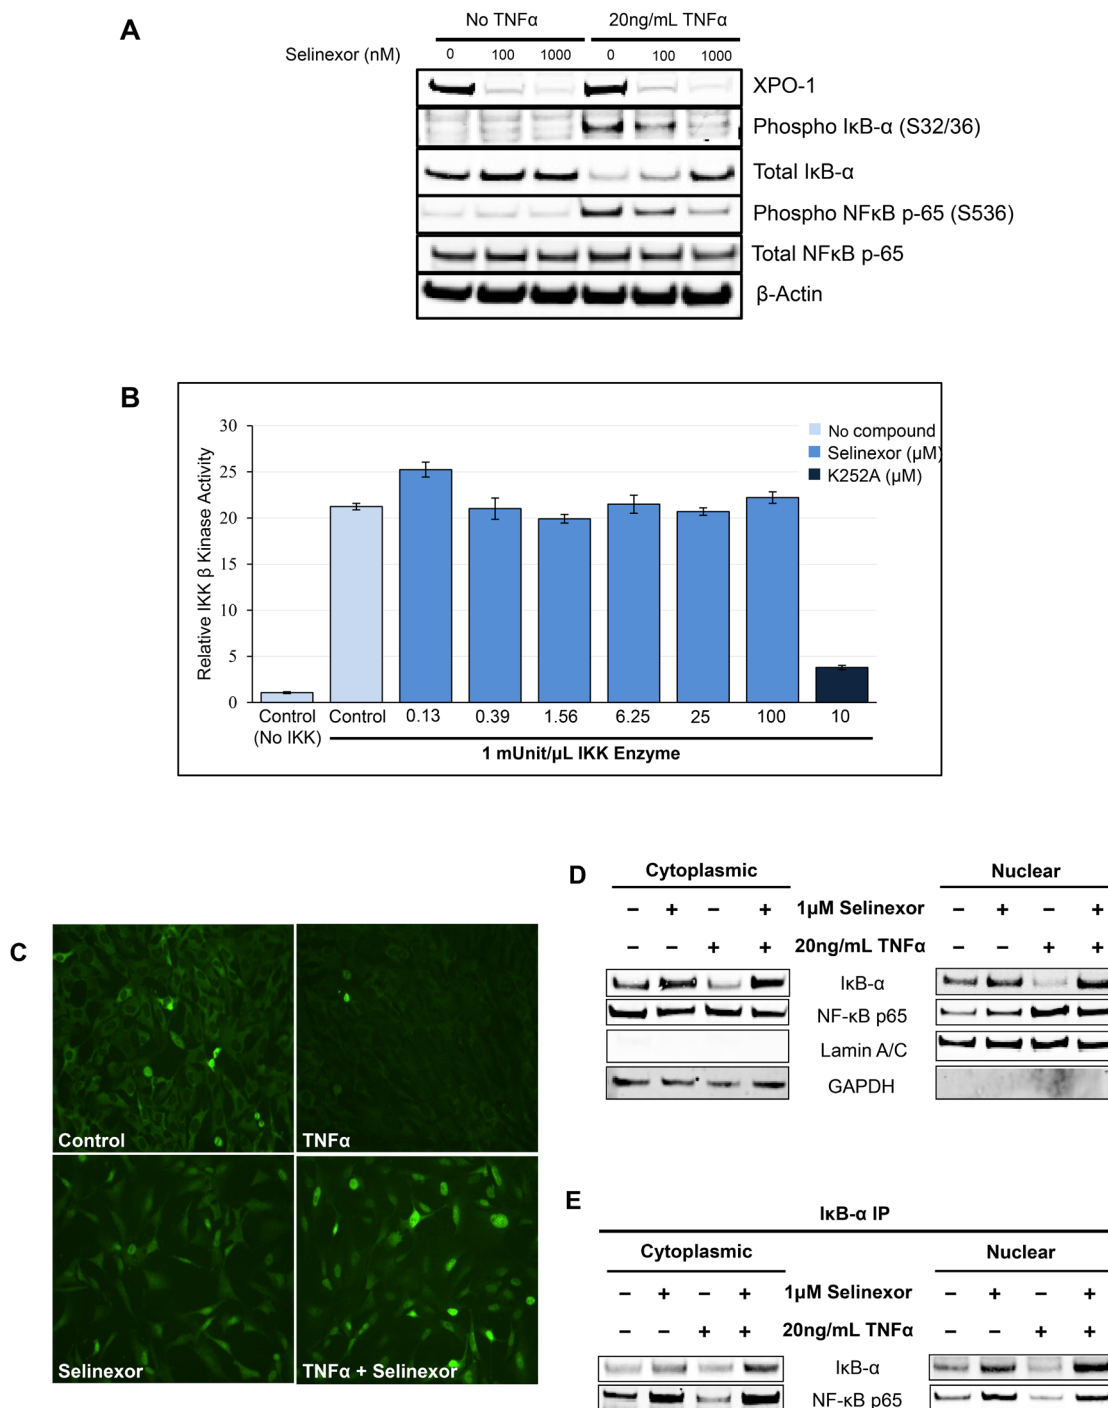 A
No TNFα 20ng/mL TNFα
Selinexor (nM) 0 100 1000 0 100 1000
XPO-1
Phospho IκB-α (S32/36)
Total IκB-α
Phospho NFκB p-65 (S536)
Total NFκB p-65
β-Actin
B
Relative IKK β Kinase Activity
30
25
20
15
10
5
0
No compound
Selinexor (μM)
K252A (μM)
Control Control 0.13 0.39 1.56 6.25 25 100 10
(No IKK)
1 mUnit/μL IKK Enzyme
C
Control
TNFα
Selinexor
TNFα + Selinexor
D
Cytoplasmic Nuclear
– + – + 1μM Selinexor – + – +
– – + + 20ng/mL TNFα – – + +
IκB-α
NF-κB p65
Lamin A/C
GAPDH
E
IκB-α IP
Cytoplasmic Nuclear
– + – + 1μM Selinexor – + – +
– – + + 20ng/mL TNFα – – + +
IκB-α
NF-κB p65